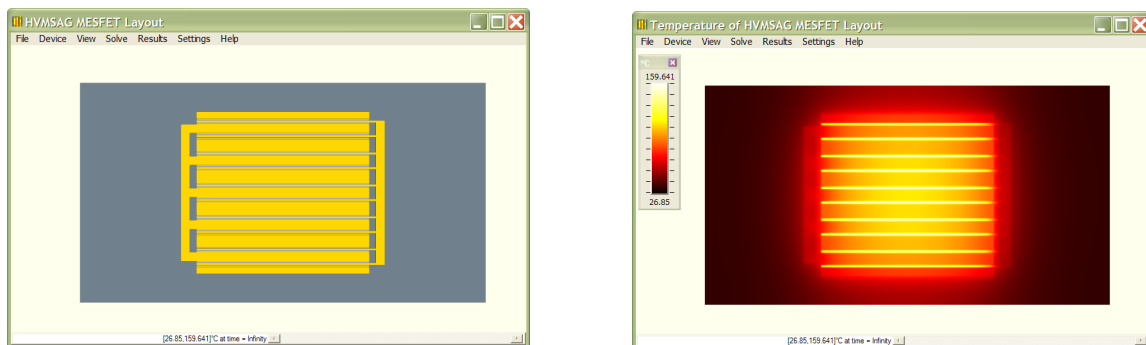 HVMSAG MESFET Layout
File Device View Solve Results Settings Help
[26.85,159.641]°C at time = Infinity
Temperature of HVMSAG MESFET Layout
File Device View Solve Results Settings Help
°C
159.641
26.85
[26.85,159.641]°C at time = Infinity